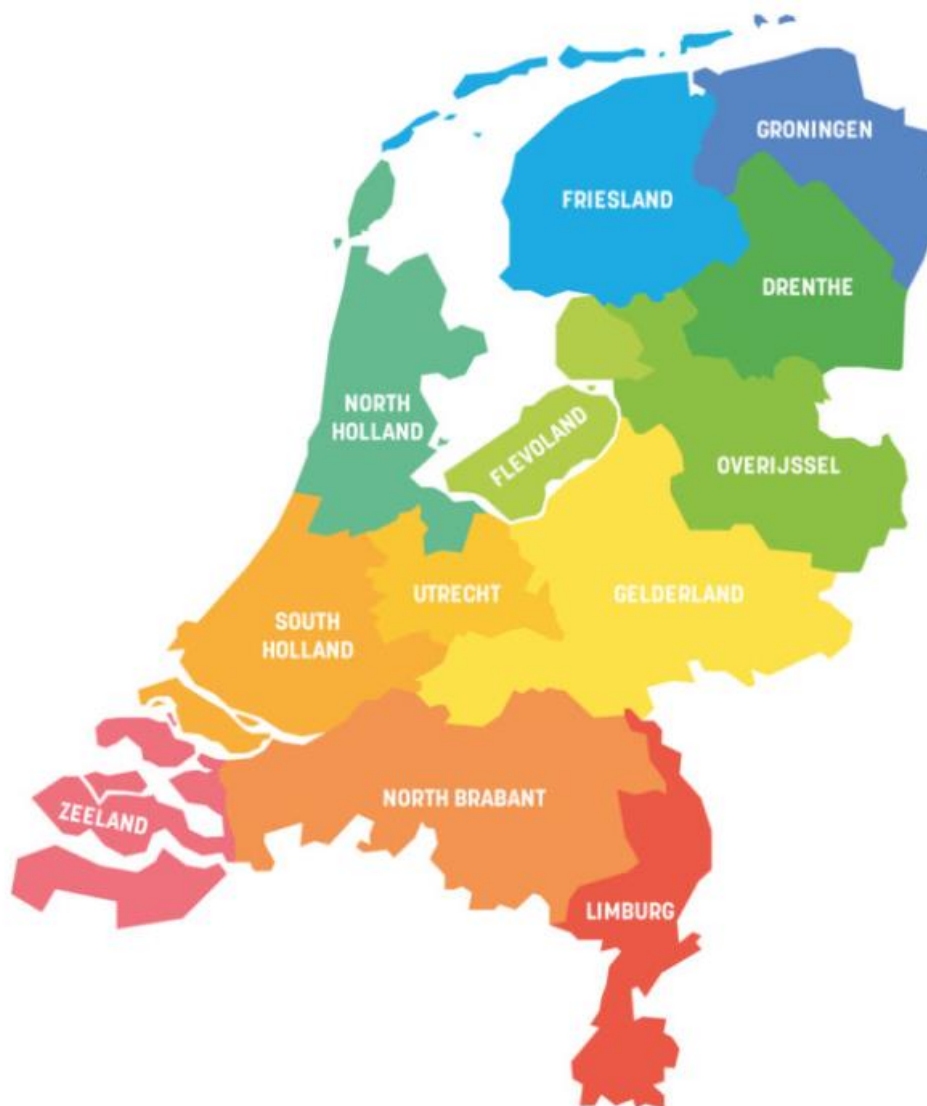 GRONINGEN
FRIESLAND
DRENTHE
NORTH
HOLLAND
FLEVOLAND
OVERIJSSEL
UTRECHT
GELDERLAND
SOUTH
HOLLAND
NORTH BRABANT
ZEELAND
LIMBURG